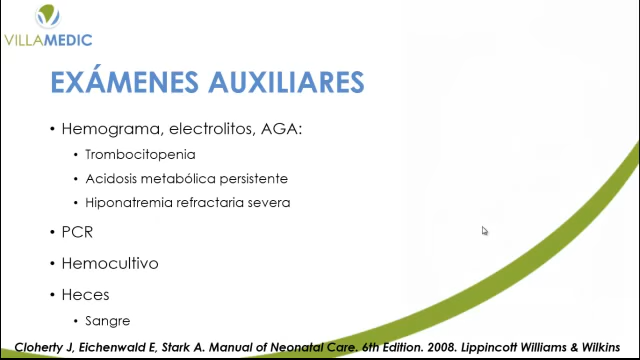 VILLAMEDIC
EXÁMENES AUXILIARES
• Hemograma, electrolitos, AGA:
• Trombocitopenia
• Acidosis metabólica persistente
• Hiponatremia refractaria severa
• PCR
• Hemocultivo
• Heces
• Sangre
Cloherty J, Eichenwald E, Stark A. Manual of Neonatal Care. 6th Edition. 2008. Lippincott Williams & Wilkins